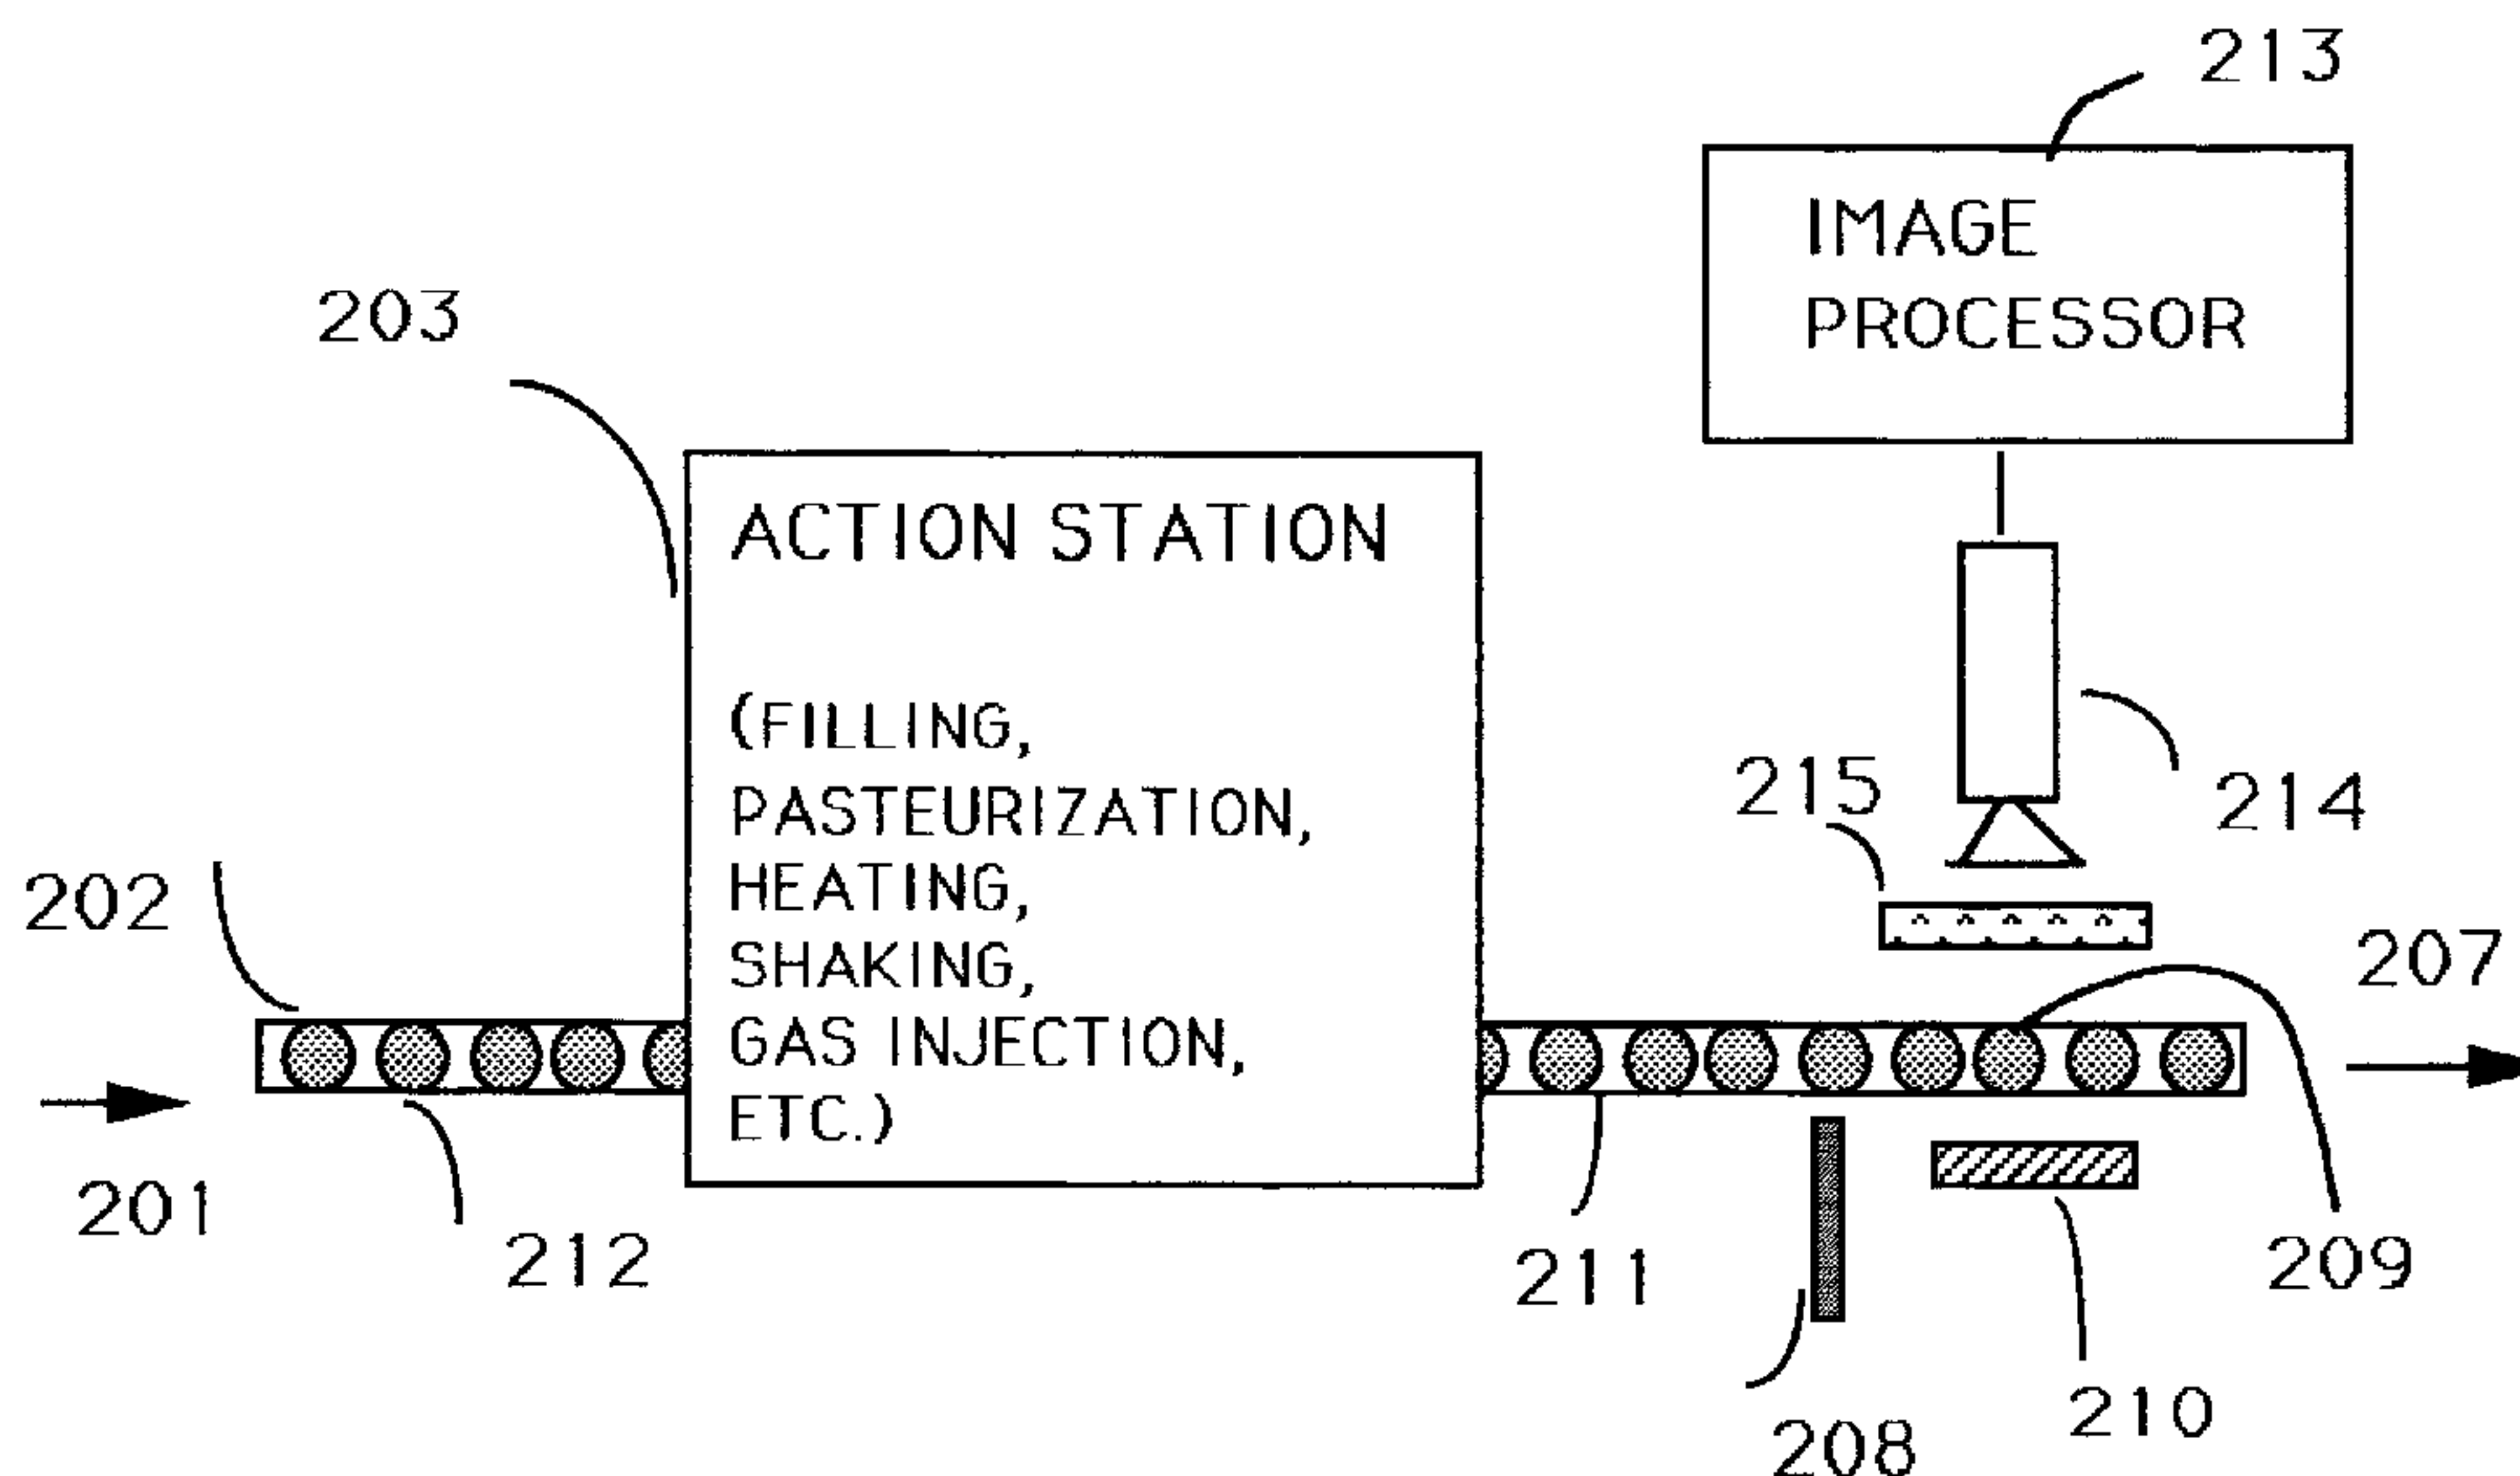 213
IMAGE
PROCESSOR
203
ACTION STATION
(FILLING,
PASTEURIZATION,
HEATING,
SHAKING,
GAS INJECTION,
ETC.)
215
214
202
207
201
212
211
209
210
208